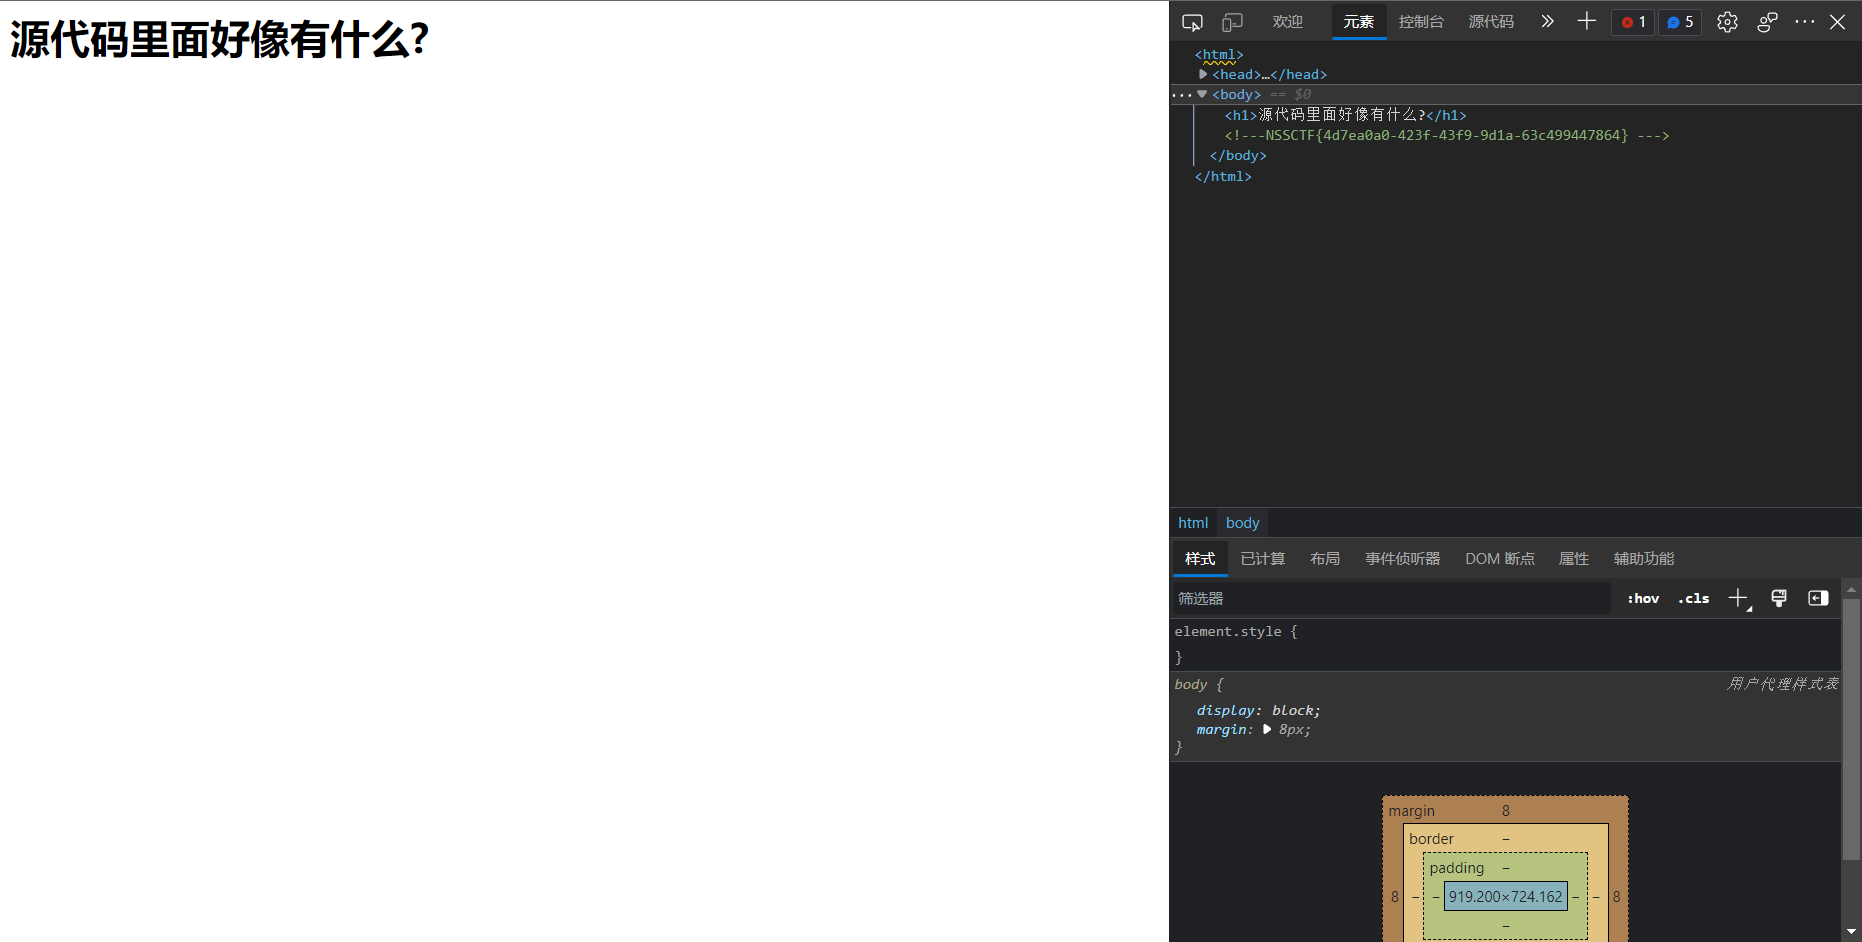 源代码里面好像有什么?
欢迎 元素 控制台 源代码 1 5
<html>
<head>…</head>
<body> == $0
<h1>源代码里面好像有什么?</h1>
<!---NSSCTF{4d7ea0a0-423f-43f9-9d1a-63c499447864} --->
</body>
</html>
html body
样式 已计算 布局 事件侦听器 DOM 断点 属性 辅助功能
筛选器 :hov .cls
element.style {
}
body { 用户代理样式表
display: block;
margin: 8px;
}
margin 8
border –
padding –
8 – – 919.200×724.162 – – 8
–